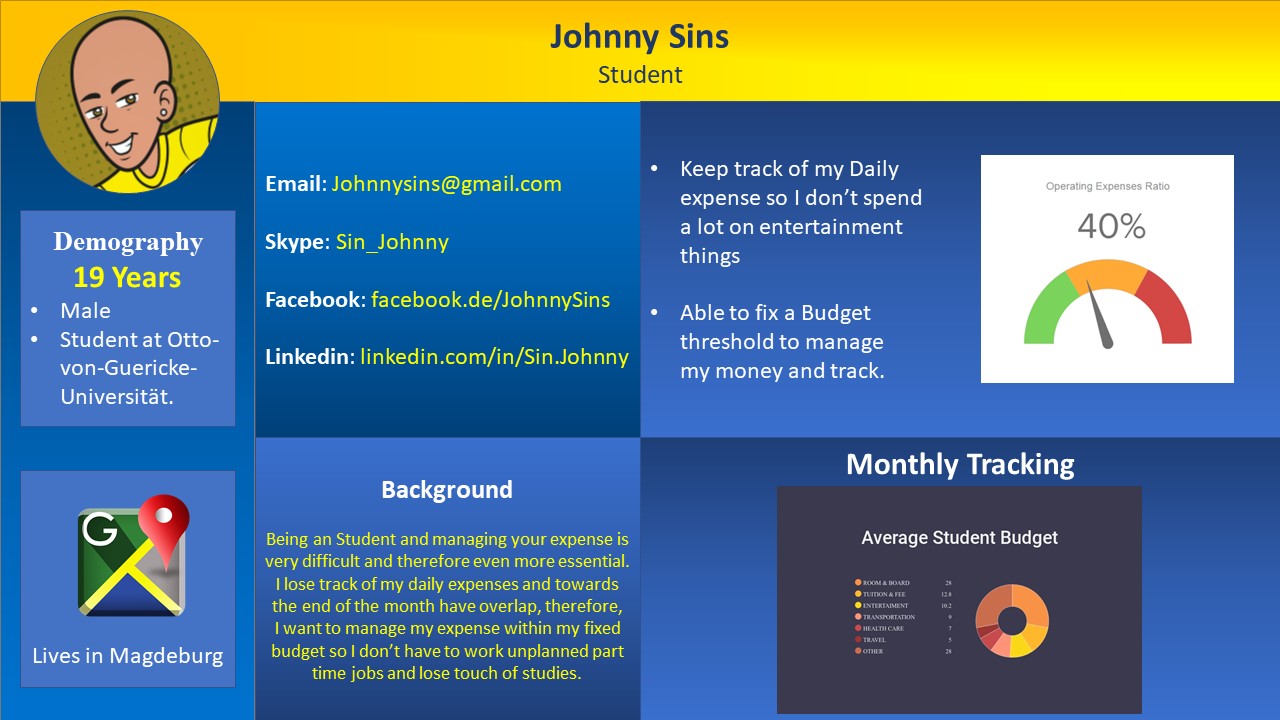 Johnny Sins
Student
Demography
19 Years
• Male
• Student at Otto-
von-Guericke-
Universität.
G
Lives in Magdeburg
Email: Johnnysins@gmail.com
Skype: Sin_Johnny
Facebook: facebook.de/JohnnySins
Linkedin: linkedin.com/in/Sin.Johnny
Background
Being an Student and managing your expense is
very difficult and therefore even more essential.
I lose track of my daily expenses and towards
the end of the month have overlap, therefore,
I want to manage my expense within my fixed
budget so I don’t have to work unplanned part
time jobs and lose touch of studies.
• Keep track of my Daily
expense so I don’t spend
a lot on entertainment
things
• Able to fix a Budget
threshold to manage
my money and track.
Operating Expenses Ratio
40%
Monthly Tracking
Average Student Budget
ROOM & BOARD 28
TUITION & FEE 12.8
ENTERTAIMENT 10.2
TRANSPORTATION 9
HEALTH CARE 7
TRAVEL 5
OTHER 28